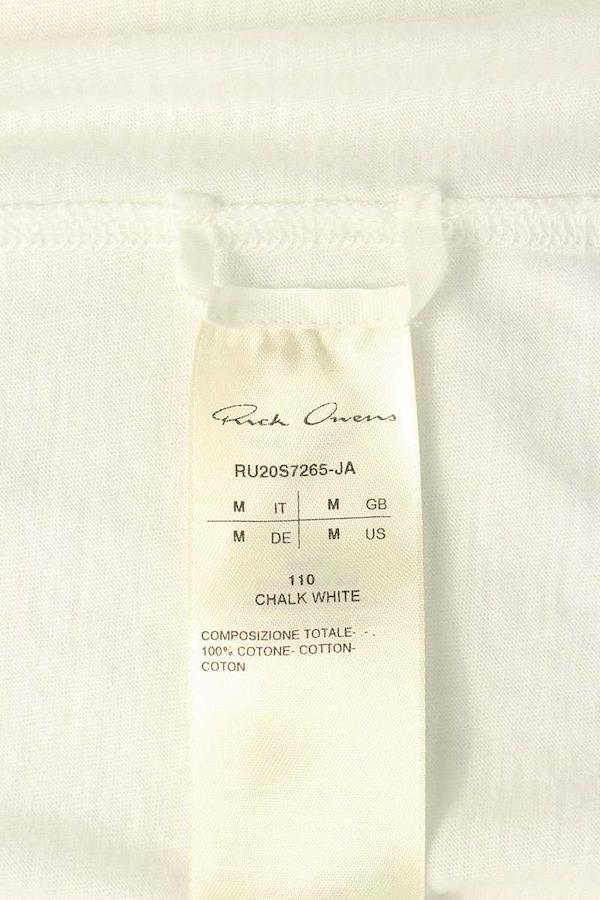 Rick Owens
RU20S7265-JA
M IT M GB
M DE M US
110
CHALK WHITE
COMPOSIZIONE TOTALE- .- .
100% COTONE- COTTON-
COTON